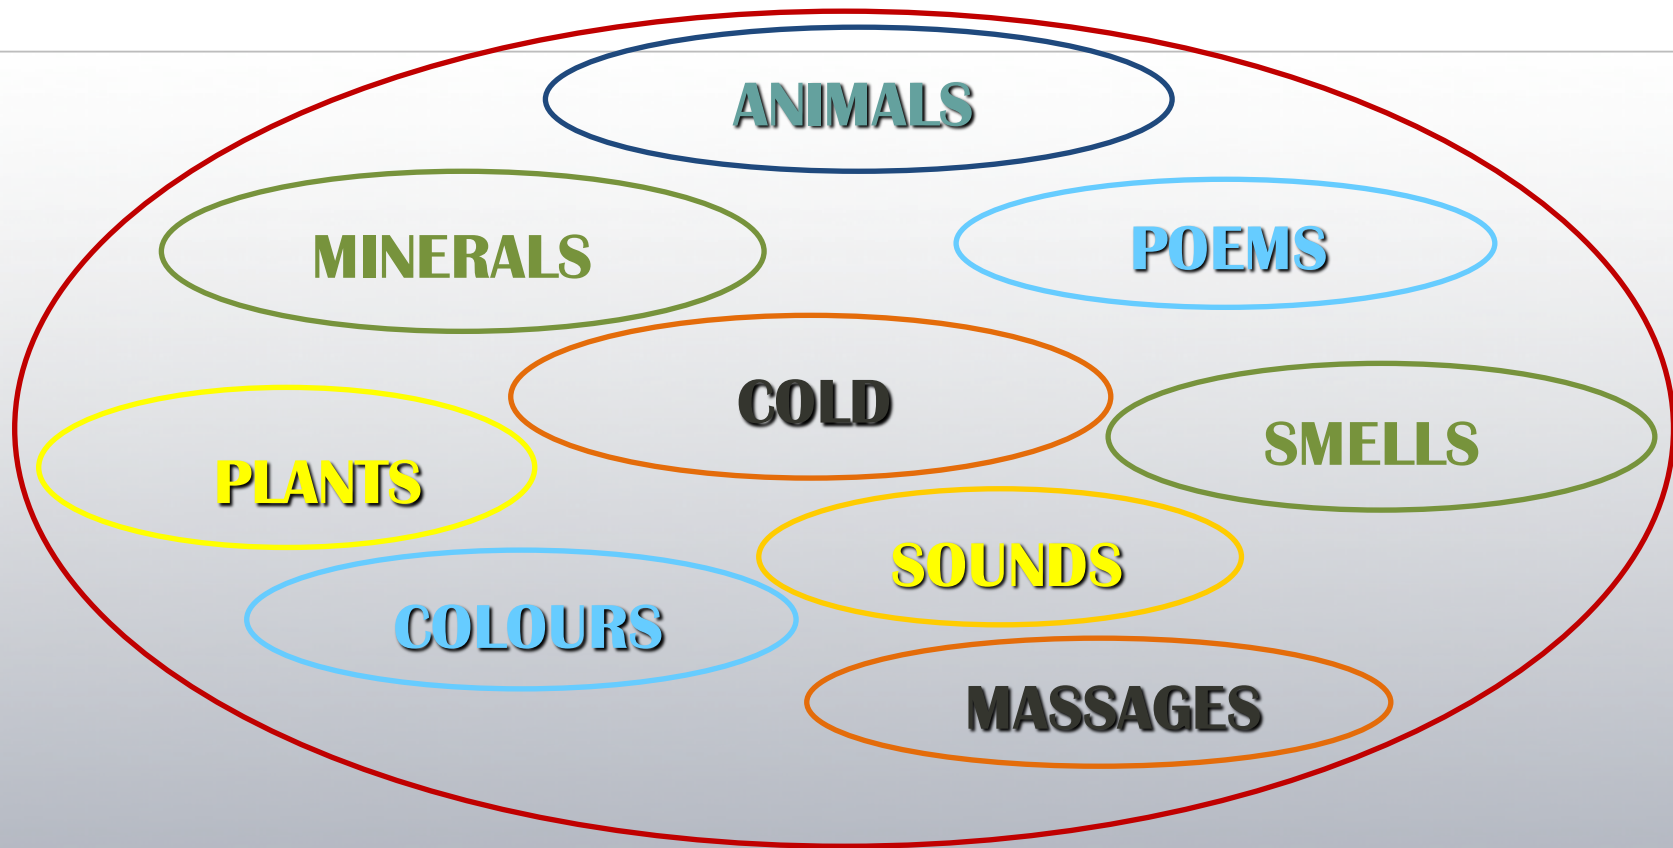 ANIMALS
MINERALS
POEMS
COLD
SMELLS
PLANTS
SOUNDS
COLOURS
MASSAGES